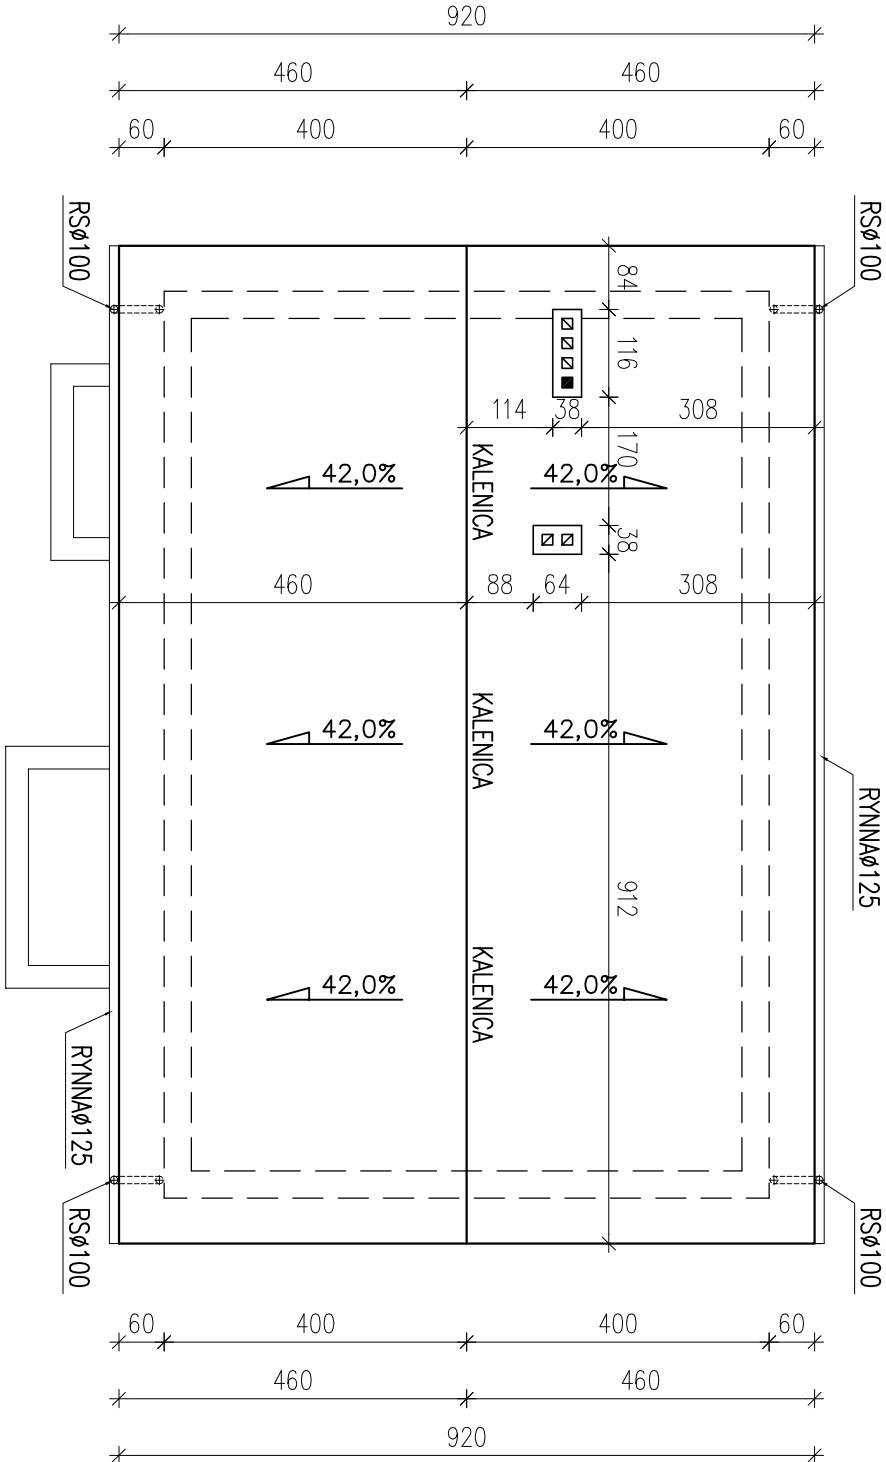 920
460 460
60 400 400 60
RSø100
RSø100
84
116
114 38 308
170
KALENICA
42,0% 42,0%
38
460 88 64 308
KALENICA
42,0% 42,0%
RYNNAø125
912
KALENICA
42,0% 42,0%
RYNNAø125
RSø100
RSø100
60 400 400 60
460 460
920